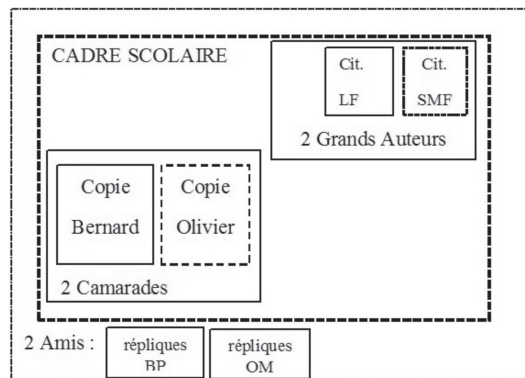 CADRE SCOLAIRE
Cit.
LF
Cit.
SMF
2 Grands Auteurs
Copie
Bernard
Copie
Olivier
2 Camarades
2 Amis :
répliques
BP
répliques
OM